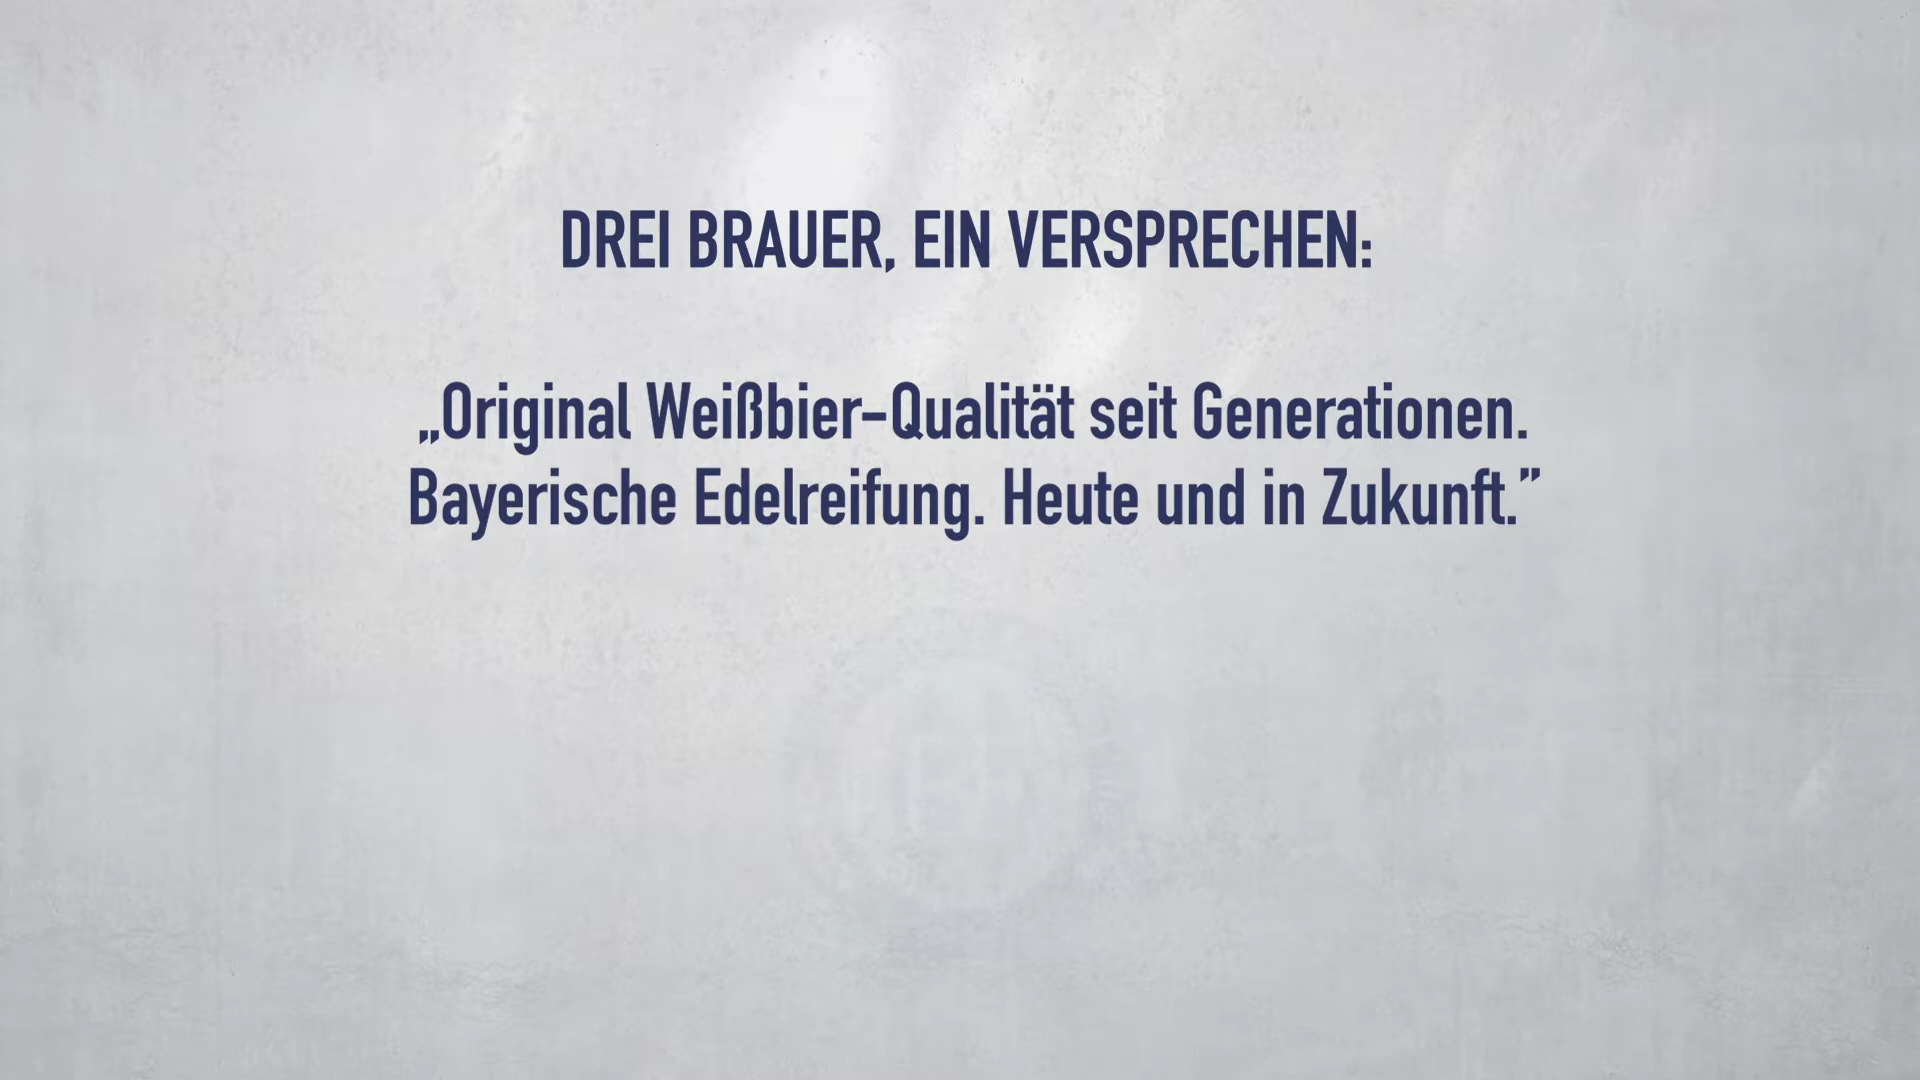 DREI BRAUER, EIN VERSPRECHEN:
„Original Weißbier-Qualität seit Generationen.
Bayerische Edelreifung. Heute und in Zukunft.”